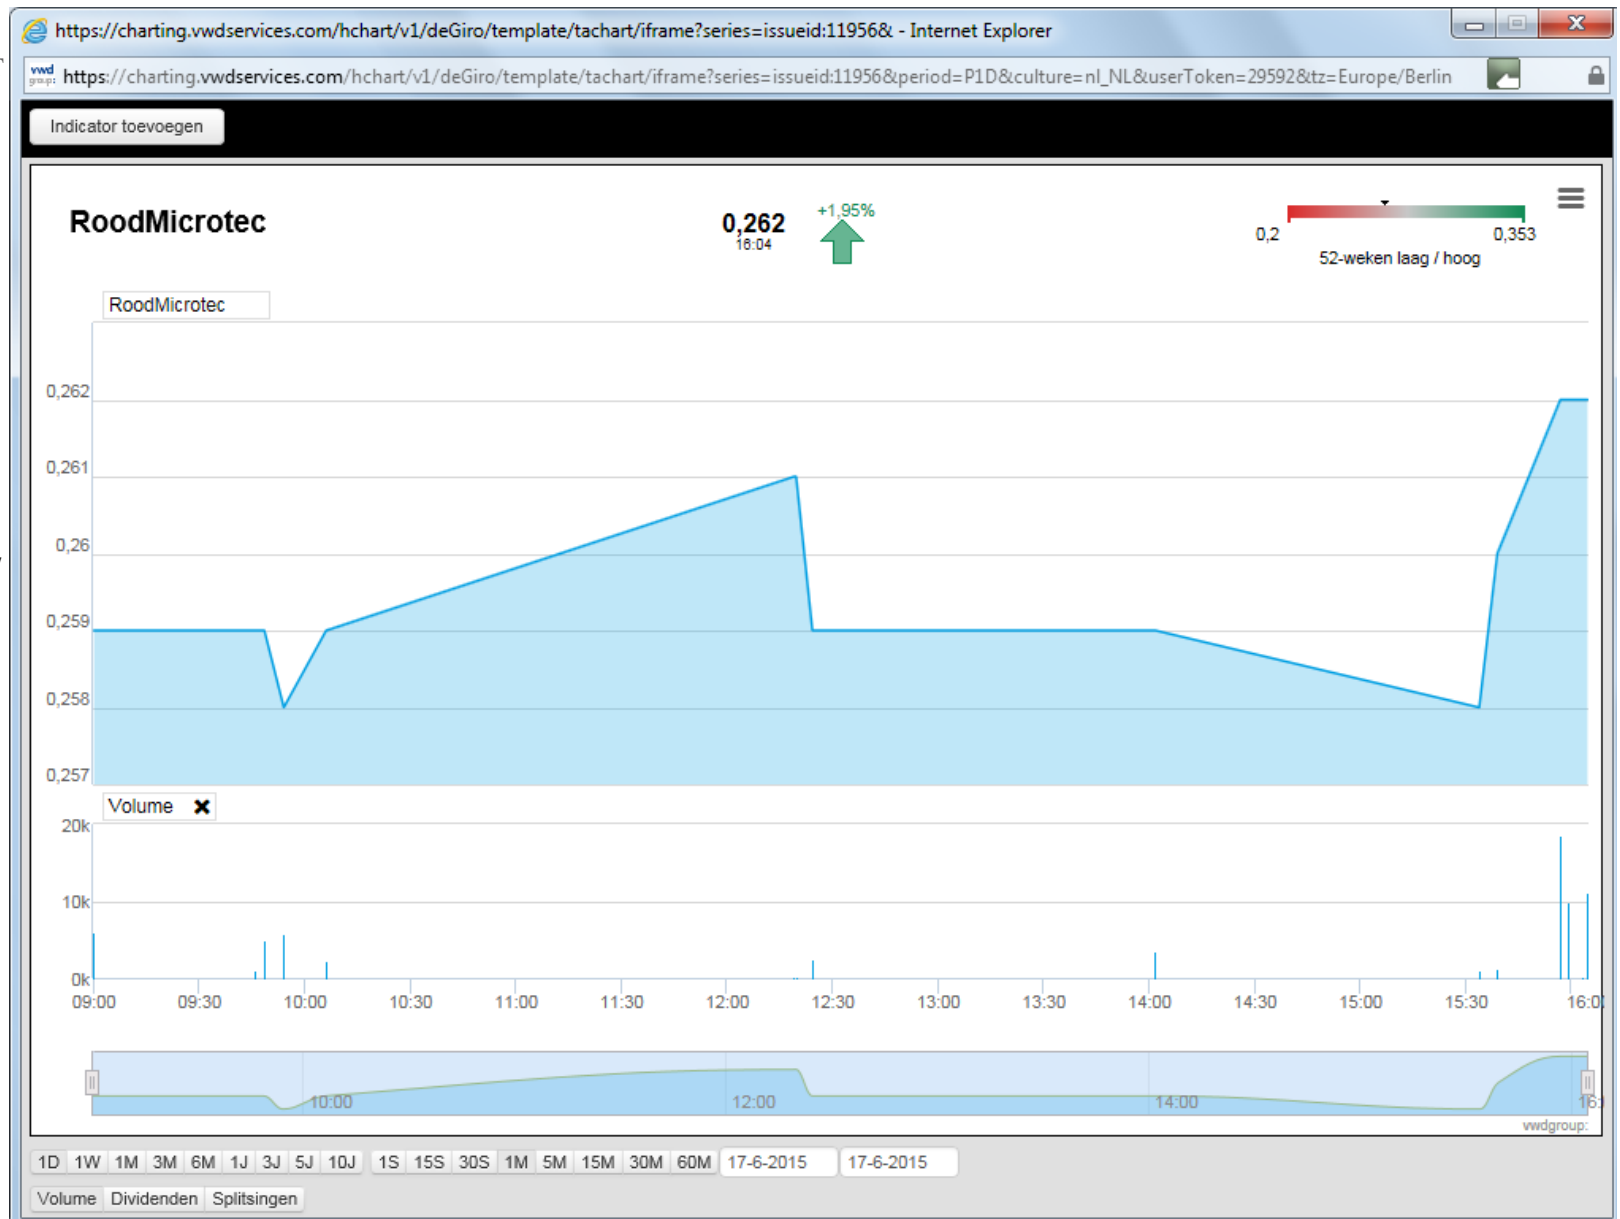 https://charting.vwdservices.com/hchart/v1/deGiro/template/tachart/iframe?series=issueid:11956& - Internet Explorer
vwd group: https://charting.vwdservices.com/hchart/v1/deGiro/template/tachart/iframe?series=issueid:11956&period=P1D&culture=nl_NL&userToken=29592&tz=Europe/Berlin
Indicator toevoegen
RoodMicrotec
0,262
16:04
+1,95%
0,2
0,353
52-weken laag / hoog
RoodMicrotec
0,262
0,261
0,26
0,259
0,258
0,257
Volume
20k
10k
0k
09:00 09:30 10:00 10:30 11:00 11:30 12:00 12:30 13:00 13:30 14:00 14:30 15:00 15:30 16:0
10:00 12:00 14:00 16:
vwdgroup:
1D 1W 1M 3M 6M 1J 3J 5J 10J 1S 15S 30S 1M 5M 15M 30M 60M 17-6-2015 17-6-2015
Volume Dividenden Splitsingen